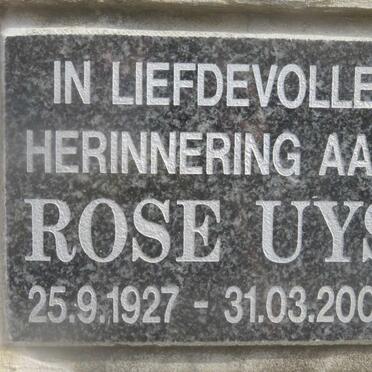 IN LIEFDEVOLLE
HERINNERING AA
ROSE UYS
25.9.1927 - 31.03.200